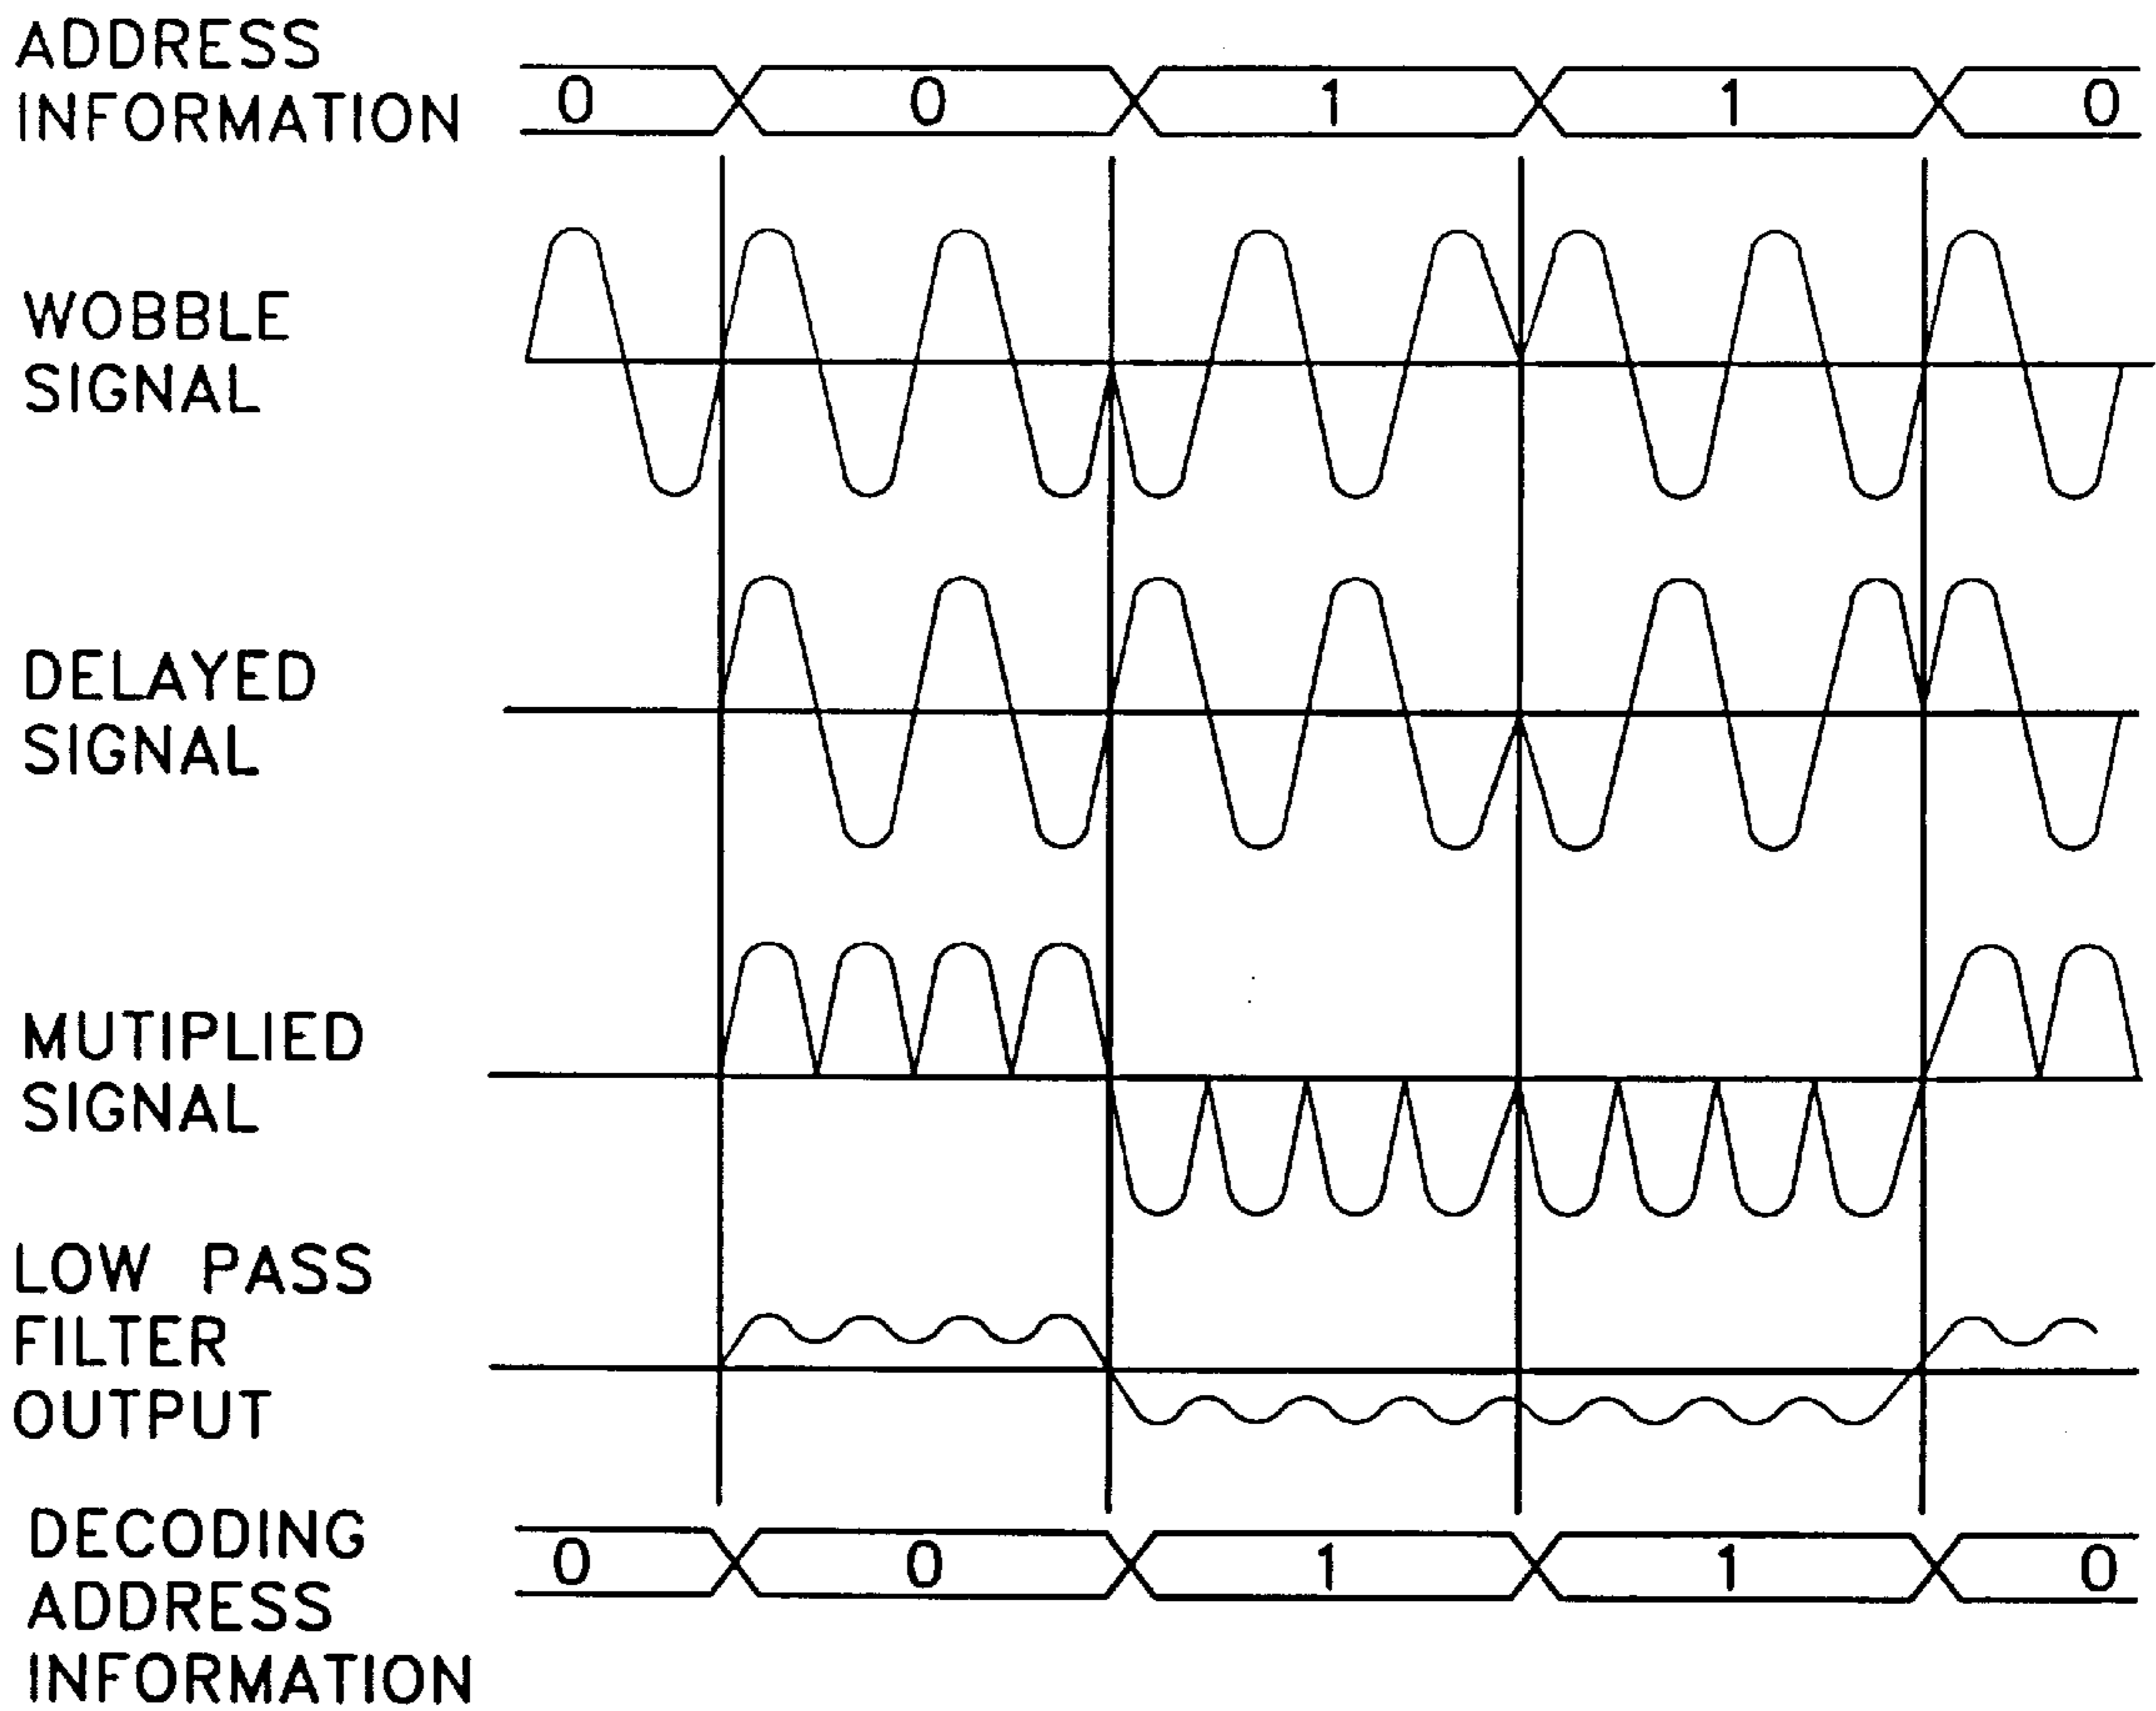 ADDRESS
INFORMATION
0 0 1 1 0
WOBBLE
SIGNAL
DELAYED
SIGNAL
MUTIPLIED
SIGNAL
LOW PASS
FILTER
OUTPUT
DECODING
ADDRESS
INFORMATION
0 0 1 1 0